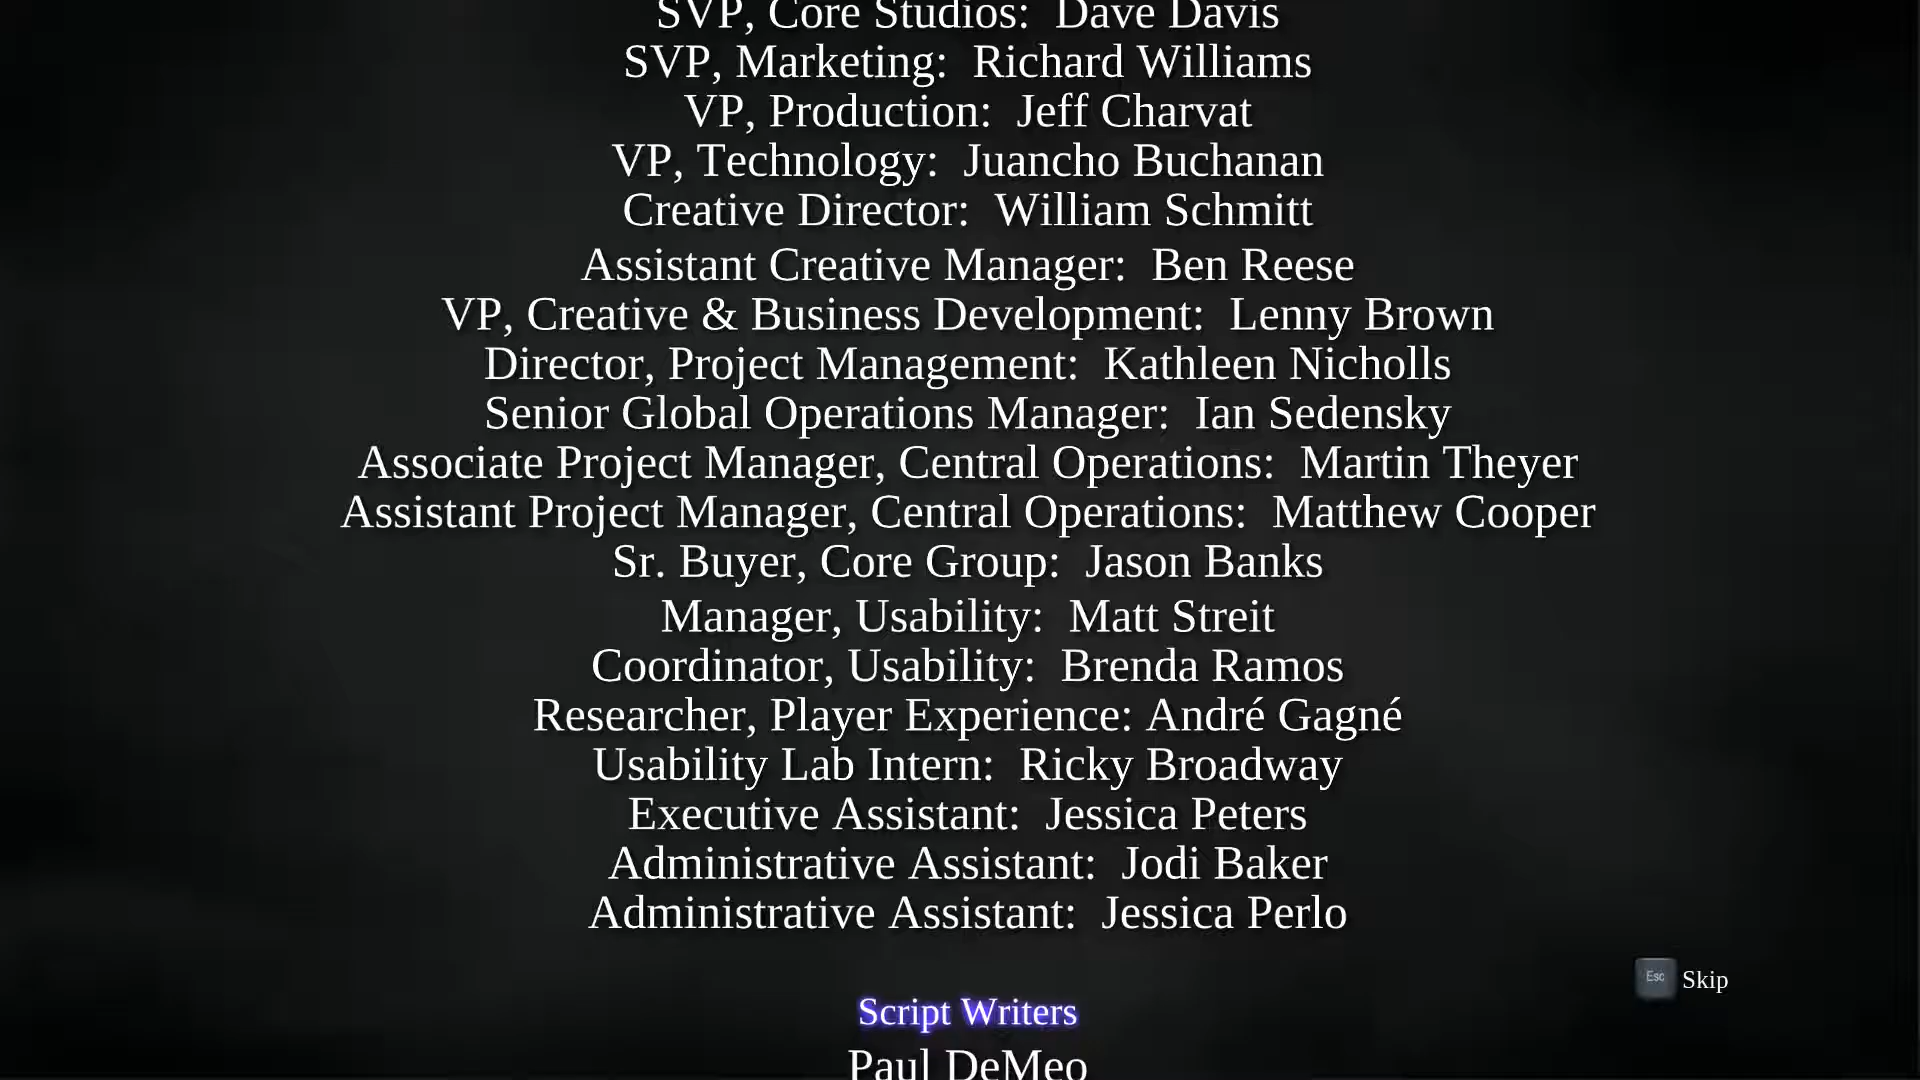 SVP, Core Studios: Dave Davis
SVP, Marketing: Richard Williams
VP, Production: Jeff Charvat
VP, Technology: Juancho Buchanan
Creative Director: William Schmitt
Assistant Creative Manager: Ben Reese
VP, Creative & Business Development: Lenny Brown
Director, Project Management: Kathleen Nicholls
Senior Global Operations Manager: Ian Sedensky
Associate Project Manager, Central Operations: Martin Theyer
Assistant Project Manager, Central Operations: Matthew Cooper
Sr. Buyer, Core Group: Jason Banks
Manager, Usability: Matt Streit
Coordinator, Usability: Brenda Ramos
Researcher, Player Experience: André Gagné
Usability Lab Intern: Ricky Broadway
Executive Assistant: Jessica Peters
Administrative Assistant: Jodi Baker
Administrative Assistant: Jessica Perlo
Esc Skip
Script Writers
Paul DeMeo